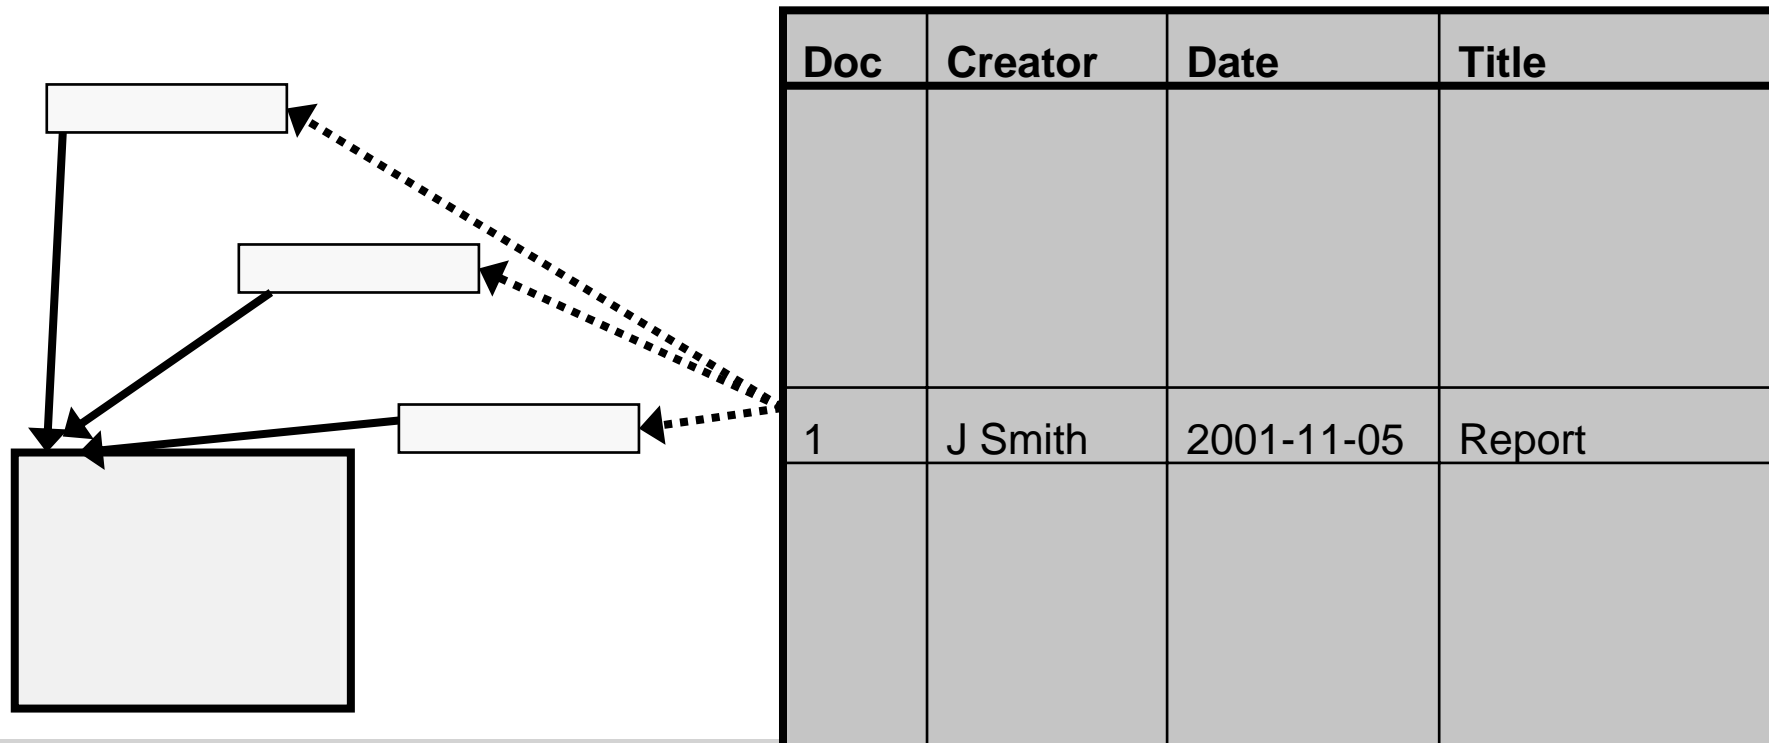 Doc Creator Date Title
1 J Smith 2001-11-05 Report